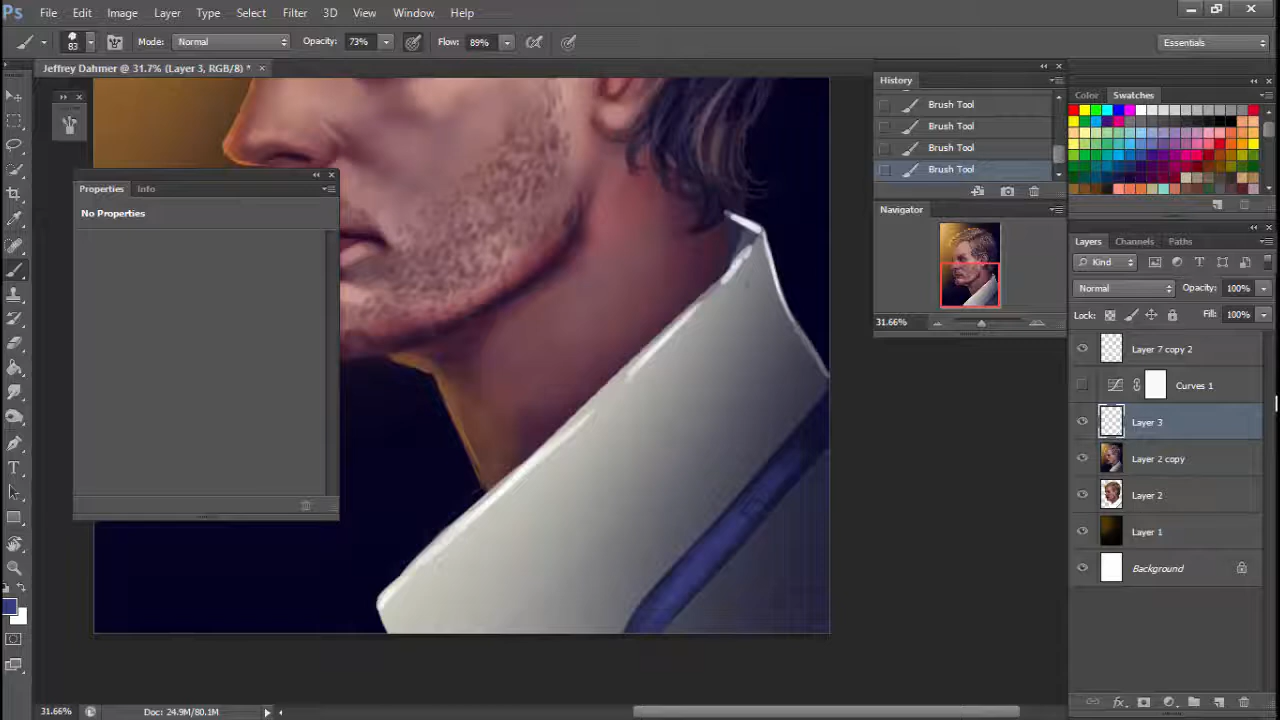 Ps File Edit Image Layer Type Select Filter 3D View Window Help
83 Mode: Normal Opacity: 73% Flow: 89% Essentials
Jeffrey Dahmer @ 31.7% (Layer 3, RGB/8) * ×
History
Brush Tool
Brush Tool
Brush Tool
Brush Tool
Navigator
31.66%
Properties Info
No Properties
Color Swatches
Layers Channels Paths
Kind
Normal Opacity: 100%
Lock: Fill: 100%
Layer 7 copy 2
Curves 1
Layer 3
Layer 2 copy
Layer 2
Layer 1
Background
31.66% Doc: 24.9M/80.1M